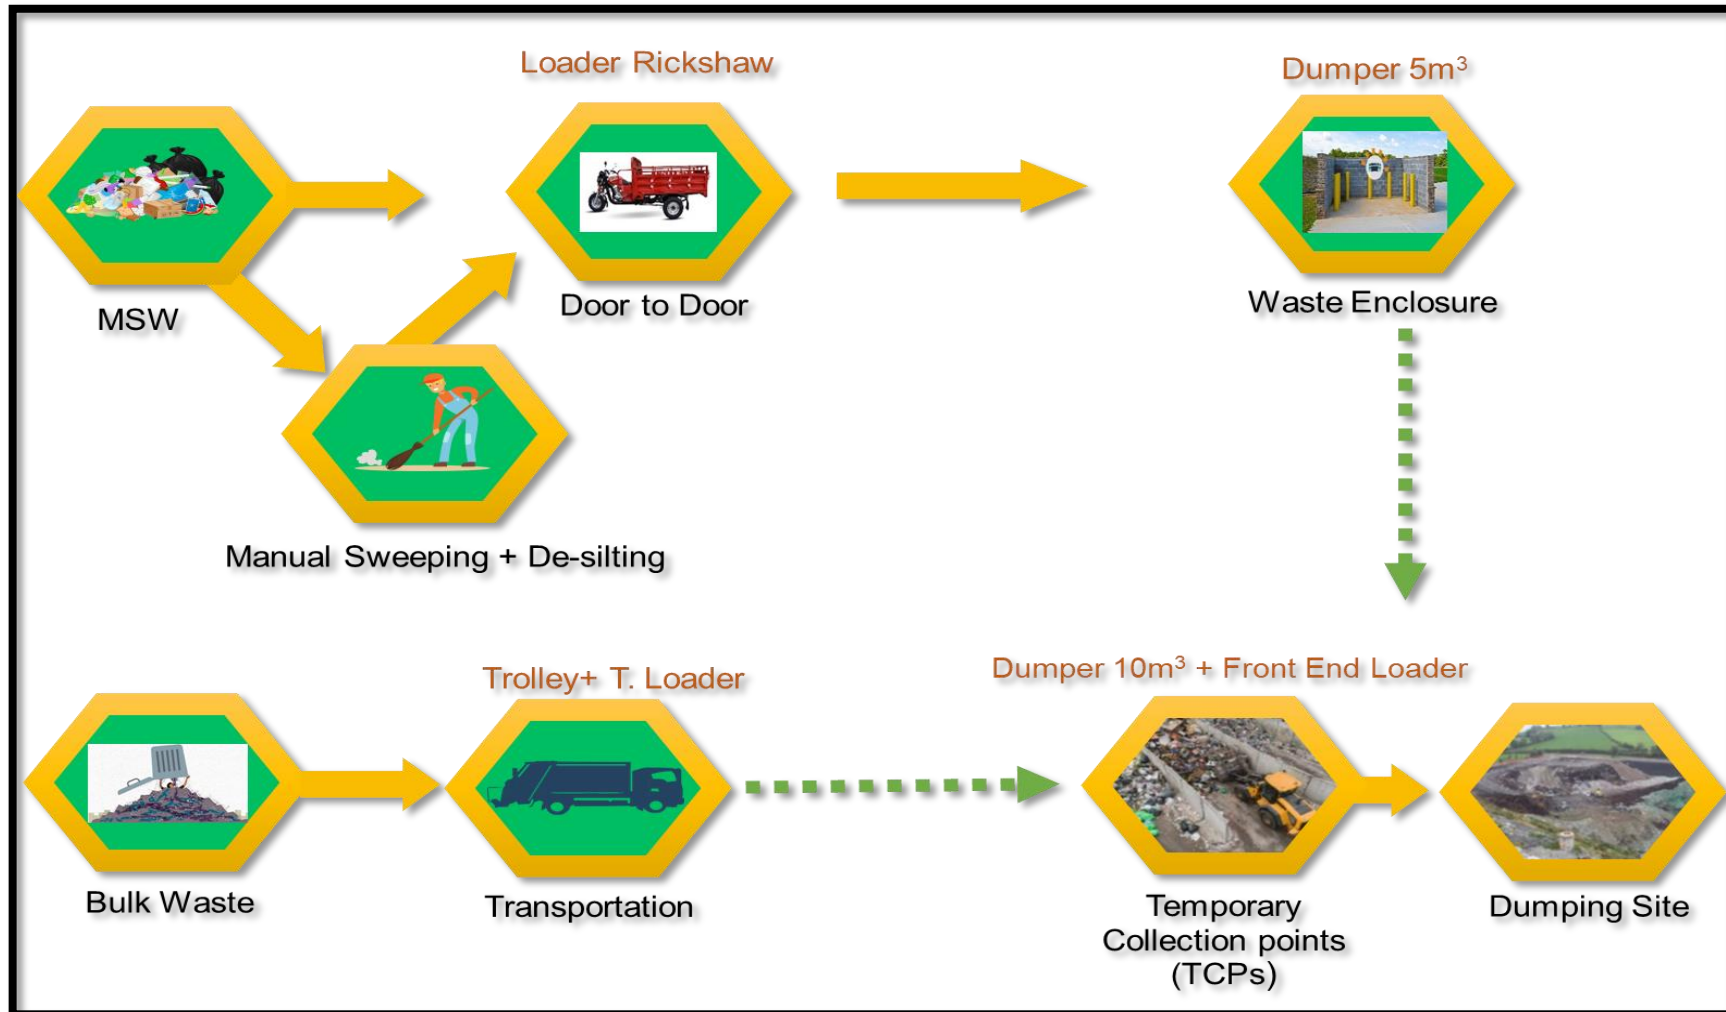 Loader Rickshaw
Dumper 5m³
MSW
Door to Door
Waste Enclosure
Manual Sweeping + De-silting
Trolley+ T. Loader
Dumper 10m³ + Front End Loader
Bulk Waste
Transportation
Temporary
Collection points
(TCPs)
Dumping Site